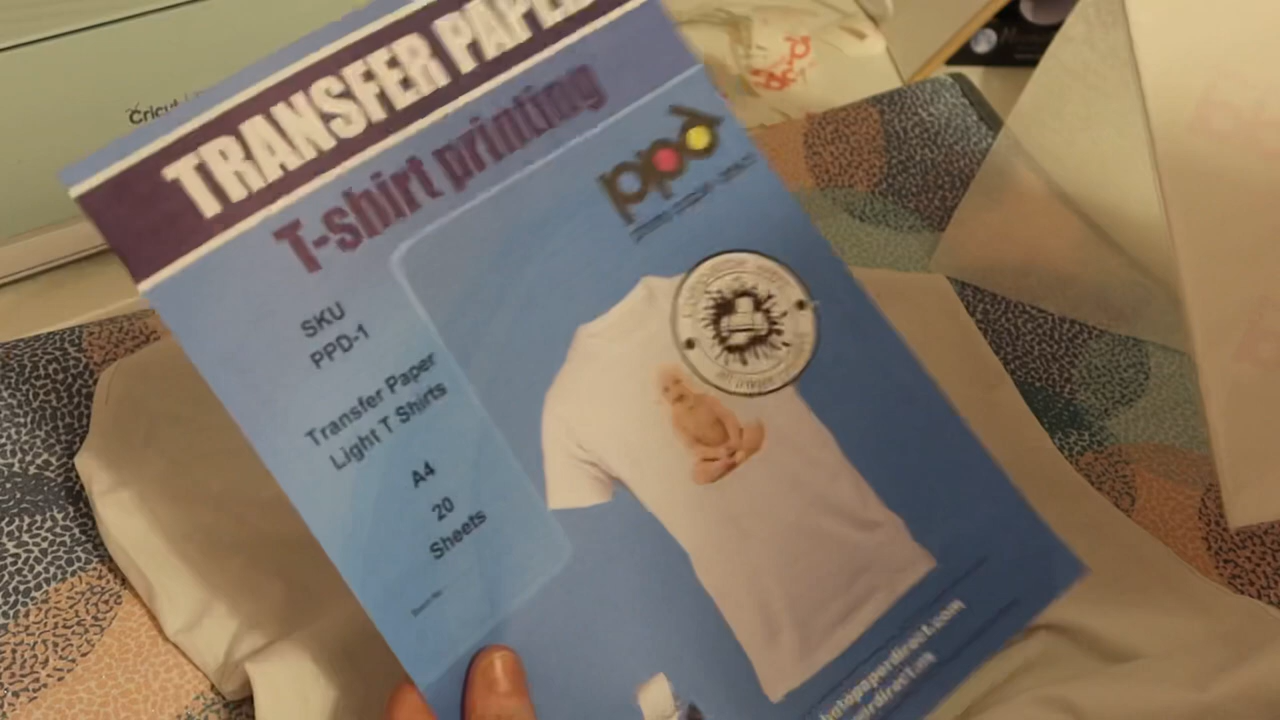 Cricut
TRANSFER PAPER
T-shirt printing
ppd
SKU
PPD-1
Transfer Paper
Light T Shirts
A4
20
Sheets